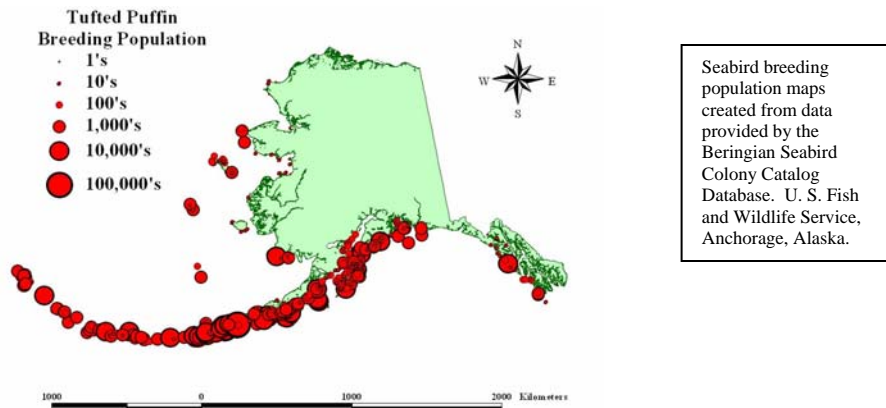 Tufted Puffin
Breeding Population
1's
10's
100's
1,000's
10,000's
100,000's
N
W
E
S
Seabird breeding
population maps
created from data
provided by the
Beringian Seabird
Colony Catalog
Database. U. S. Fish
and Wildlife Service,
Anchorage, Alaska.
1000 0 1000 2000 Kilometers